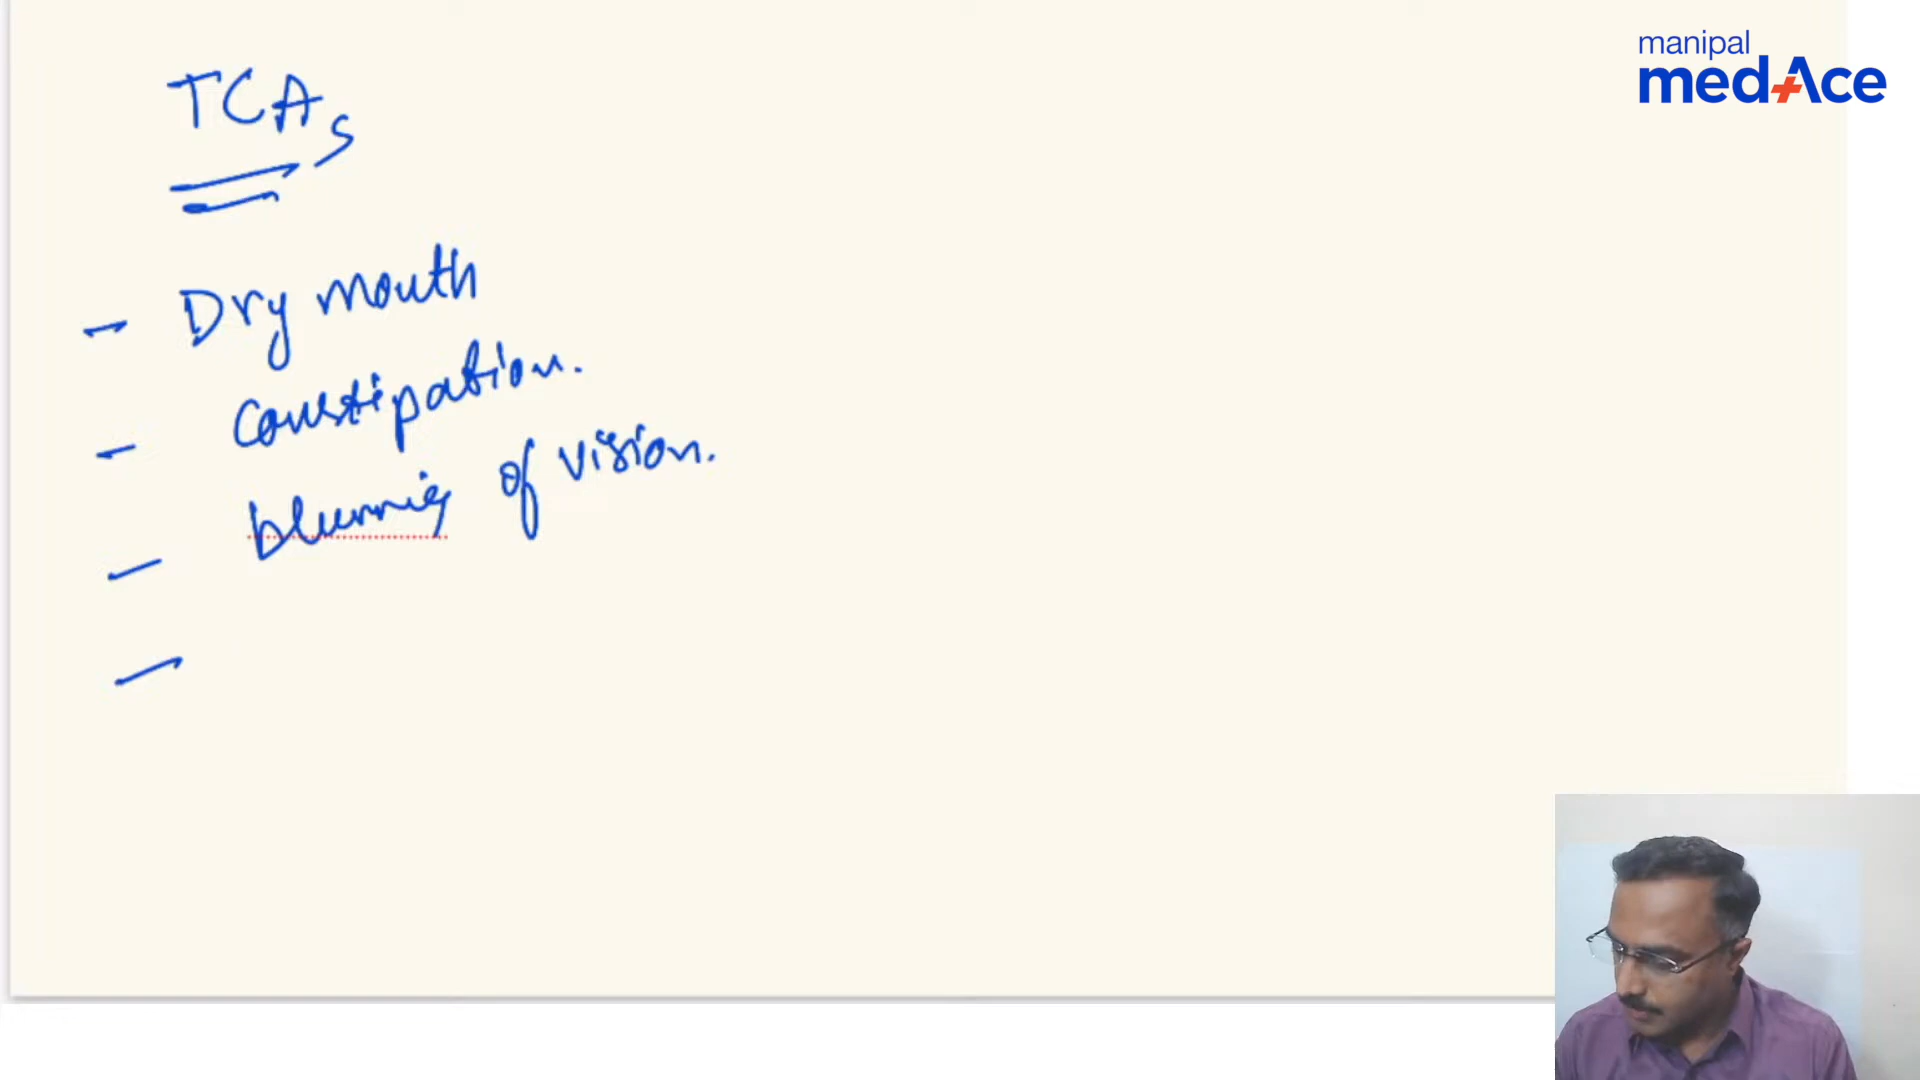 manipal
medAce
TCAs
- Dry mouth
- Constipation.
- blurring of vision.
-